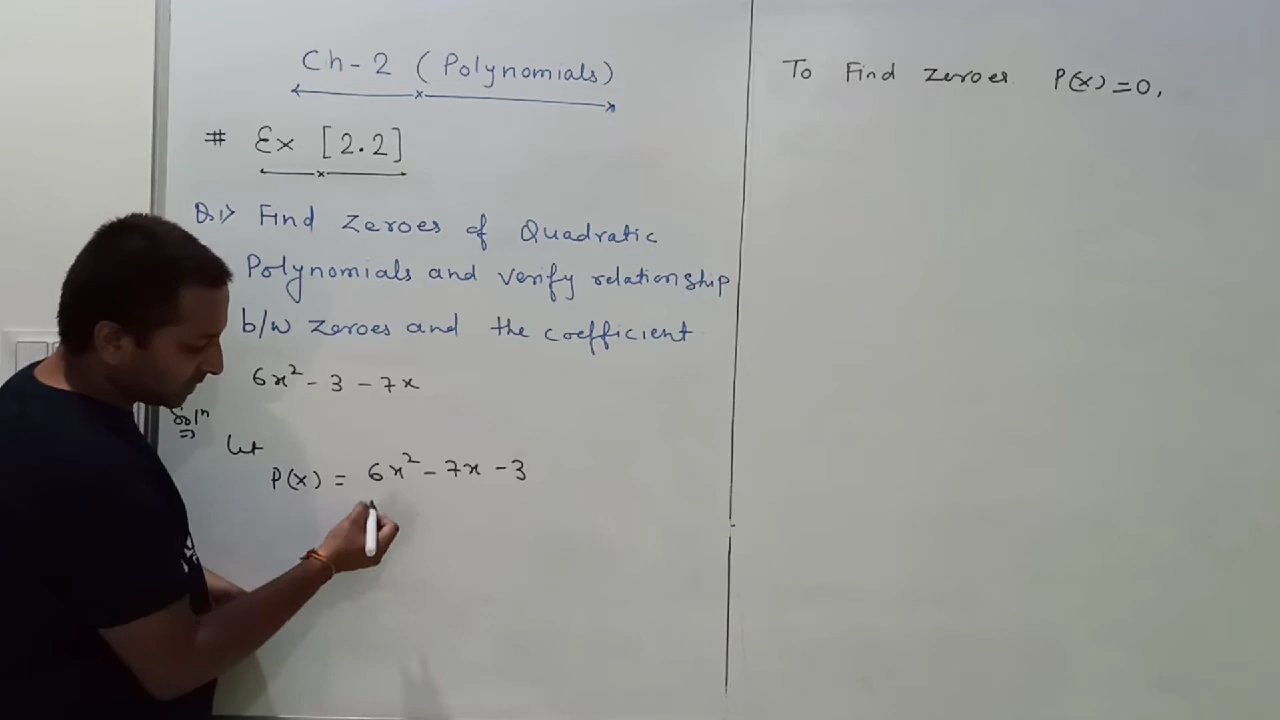 Ch-2 (Polynomials)
# Ex [2.2]
Q.1> Find Zeroes of Quadratic
Polynomials and verify relationship
b/w zeroes and the coefficient
6x² - 3 - 7x
Solⁿ
Let
P(x) = 6x² - 7x - 3
To Find zeroes P(x) = 0,